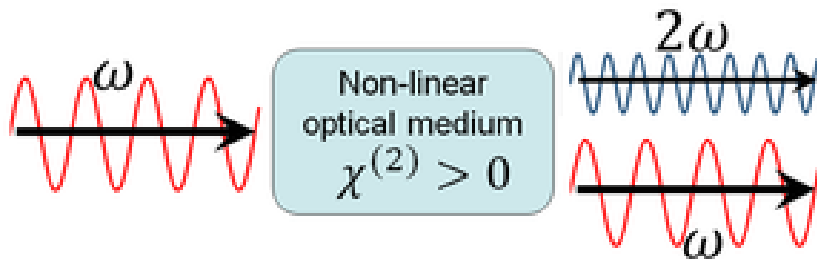 ω
Non-linear
optical medium
χ⁽²⁾ > 0
2ω
ω